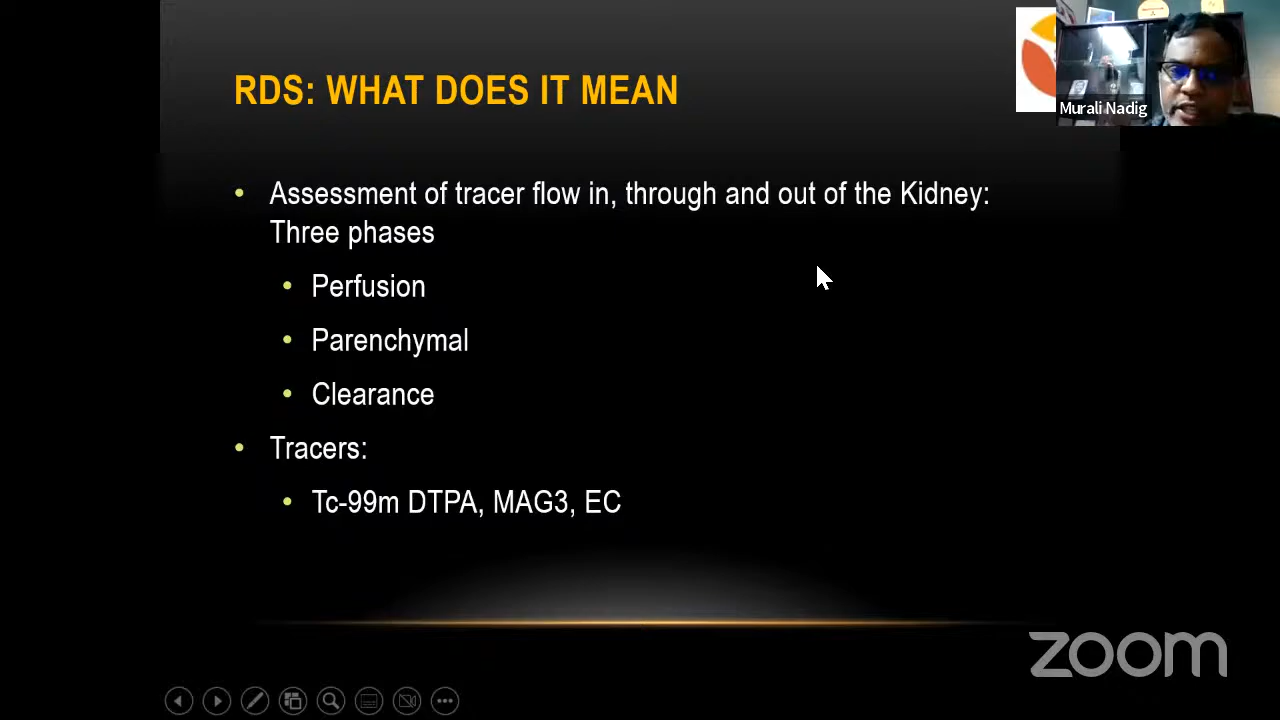 RDS: WHAT DOES IT MEAN
Murali Nadig
• Assessment of tracer flow in, through and out of the Kidney:
Three phases
• Perfusion
• Parenchymal
• Clearance
• Tracers:
• Tc-99m DTPA, MAG3, EC
zoom